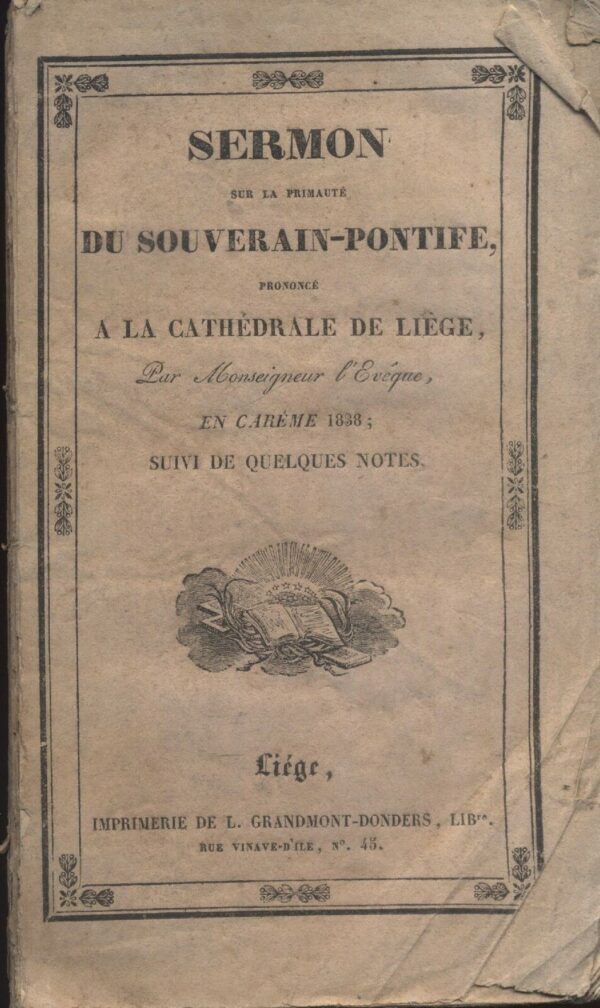 SERMON
SUR LA PRIMAUTÉ
DU SOUVERAIN-PONTIFE,
PRONONCÉ
A LA CATHÉDRALE DE LIÈGE,
Par Monseigneur l'Evêque,
EN CARÊME 1838;
SUIVI DE QUELQUES NOTES.
Liége,
IMPRIMERIE DE L. GRANDMONT-DONDERS, LIBre.
RUE VINAVE-D'ILE, No. 45.